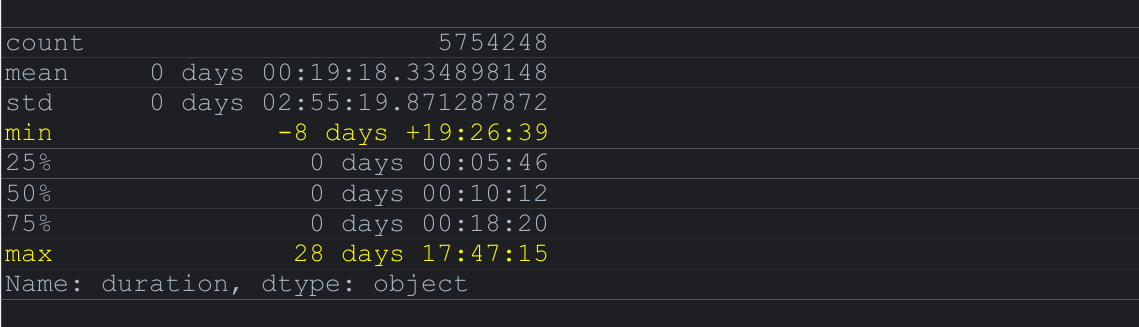 count 5754248
mean 0 days 00:19:18.334898148
std 0 days 02:55:19.871287872
min -8 days +19:26:39
25% 0 days 00:05:46
50% 0 days 00:10:12
75% 0 days 00:18:20
max 28 days 17:47:15
Name: duration, dtype: object